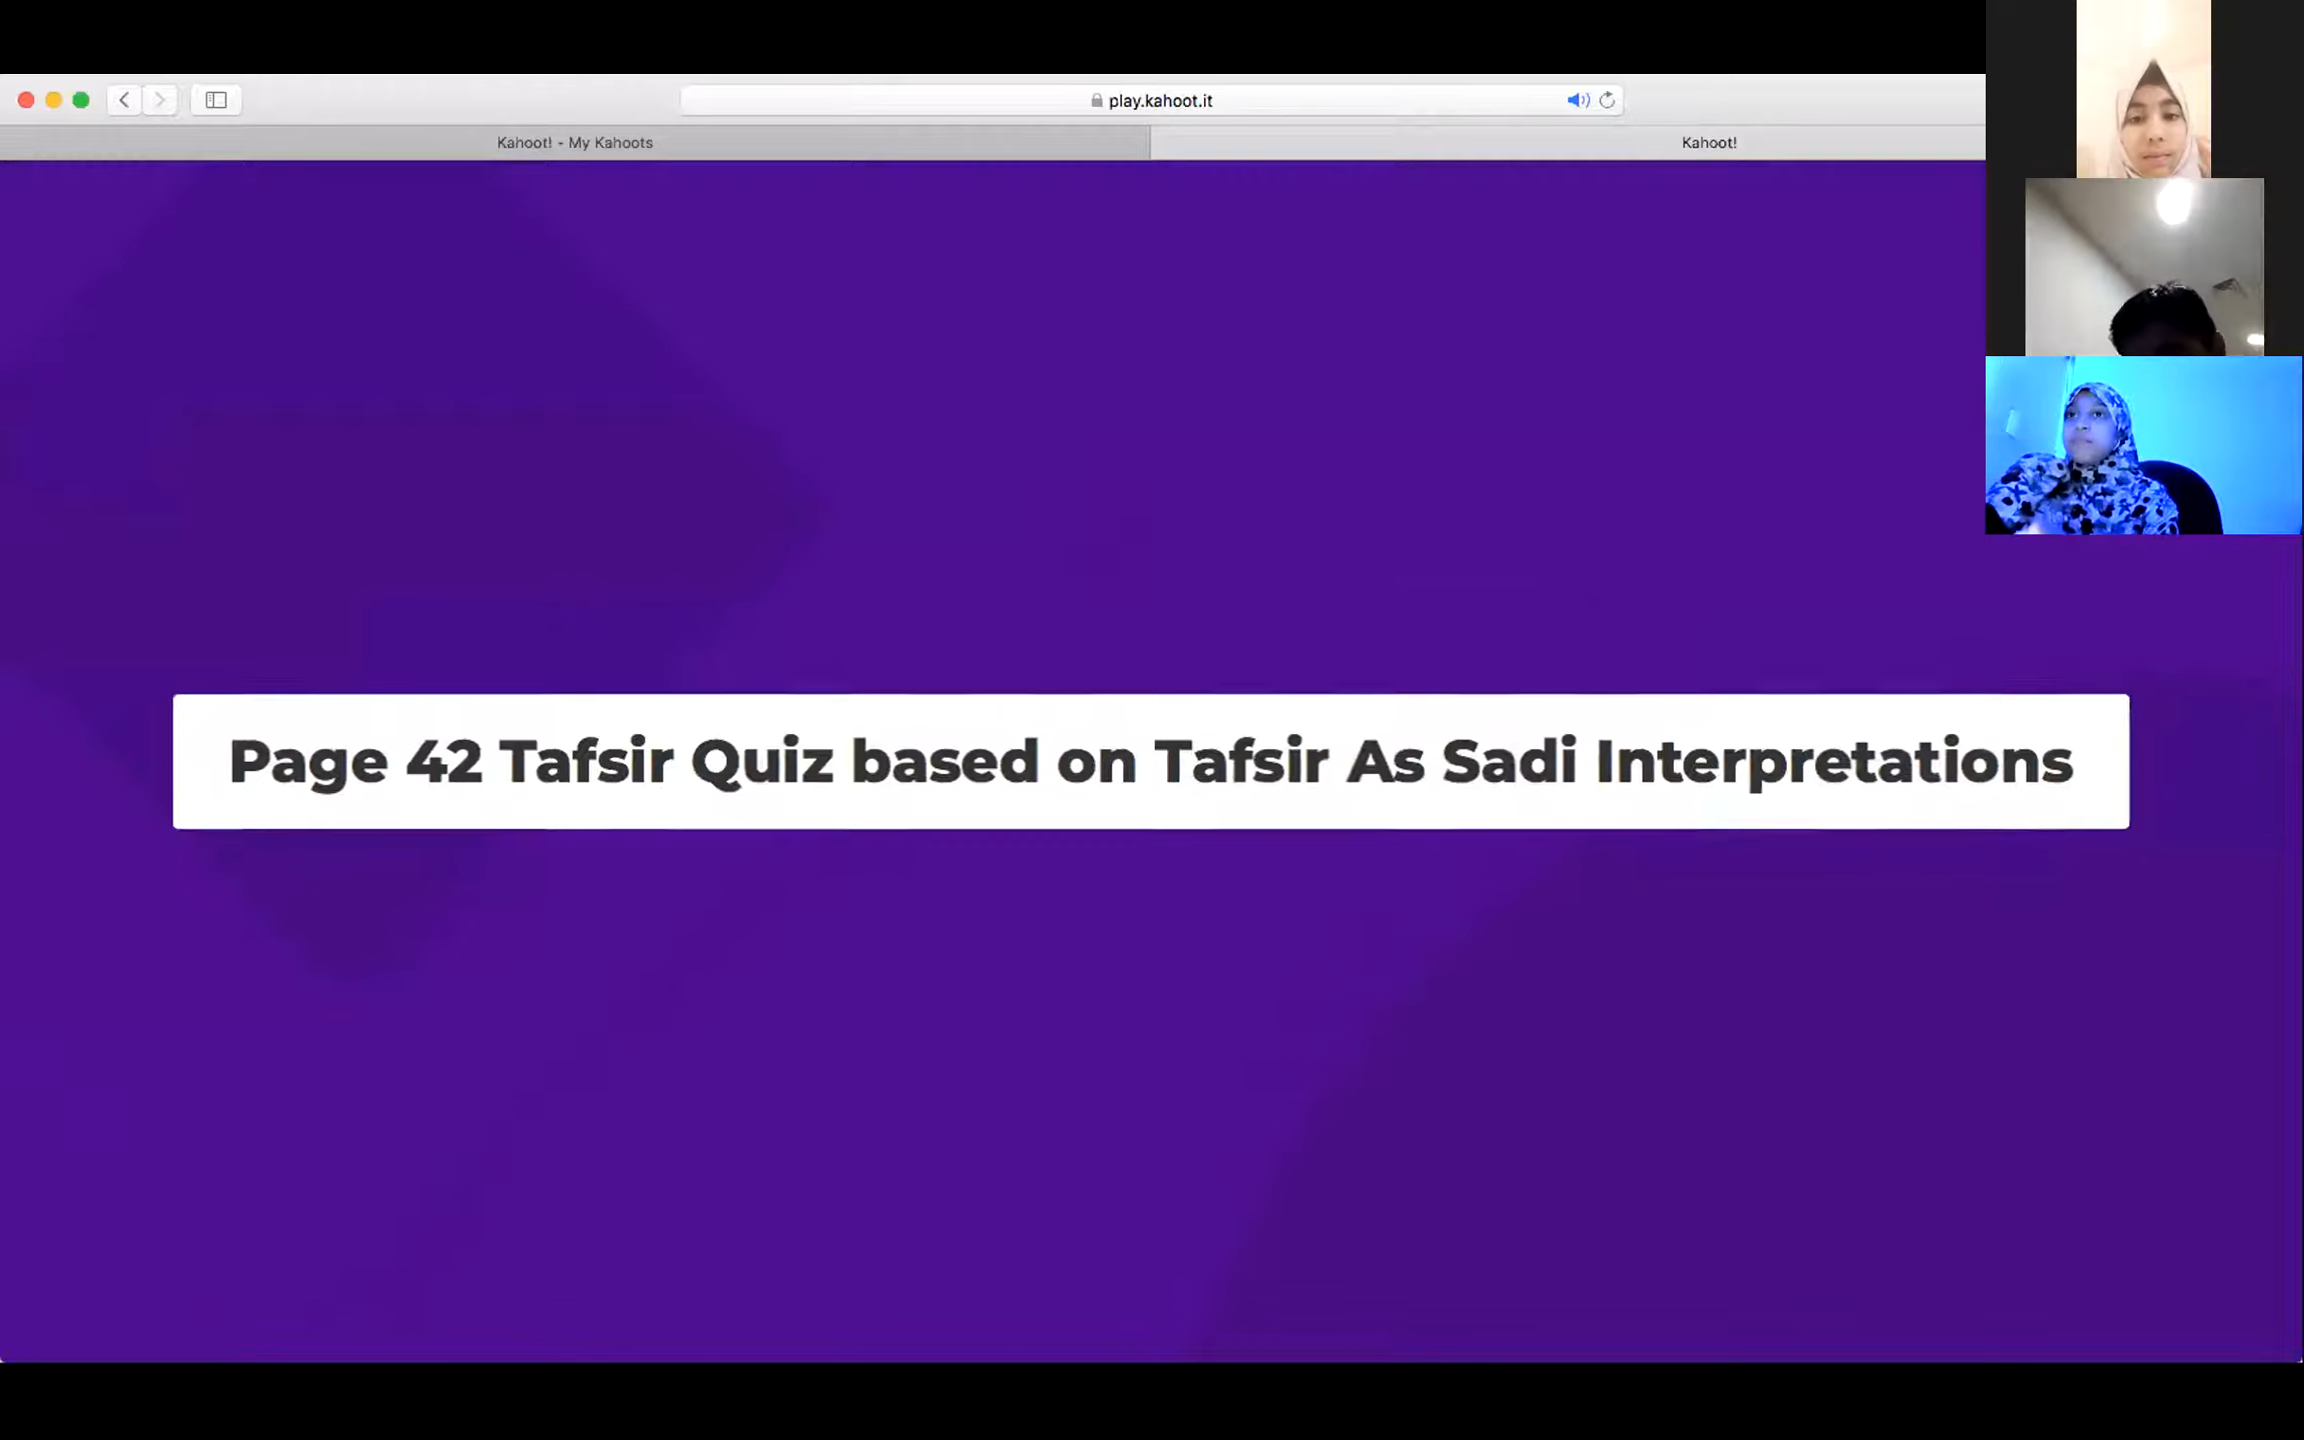 play.kahoot.it
Kahoot! - My Kahoots
Kahoot!
Page 42 Tafsir Quiz based on Tafsir As Sadi Interpretations